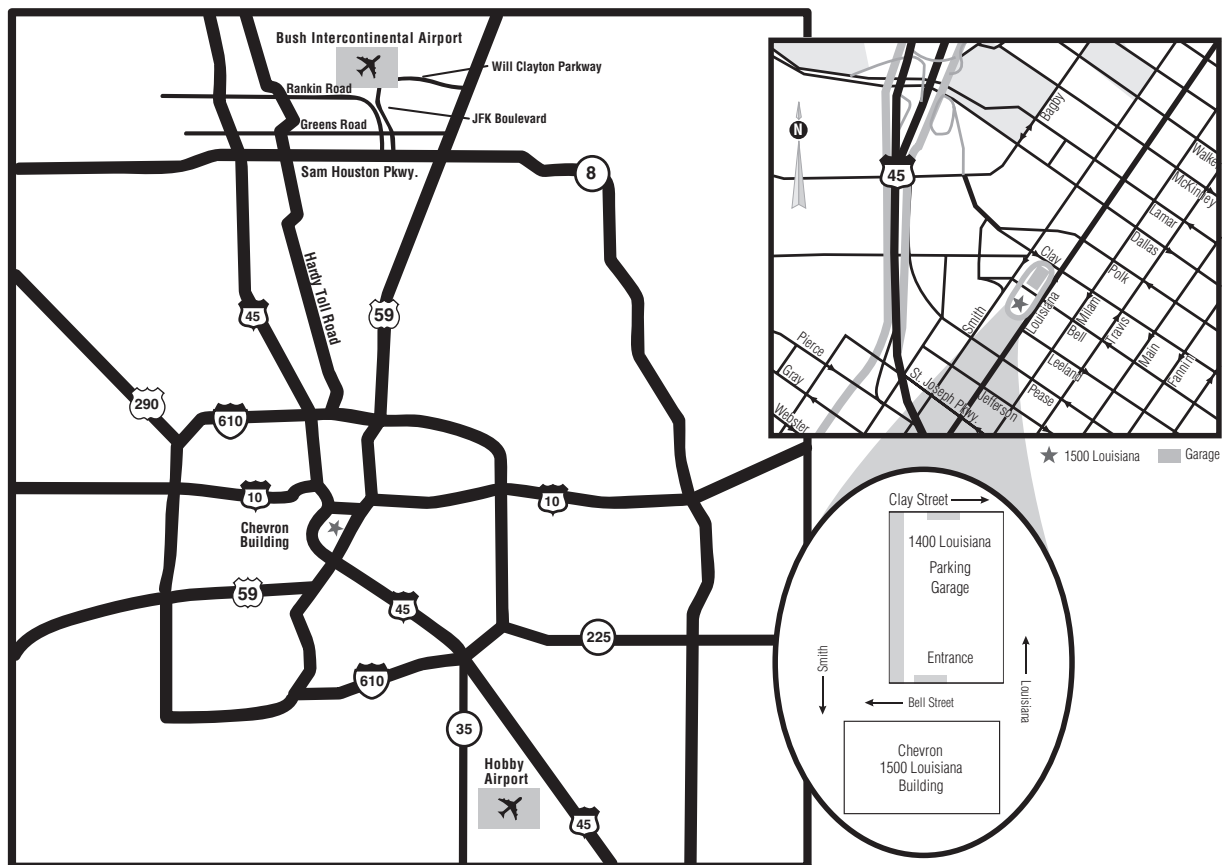 Bush Intercontinental Airport
Will Clayton Parkway
Rankin Road
JFK Boulevard
Greens Road
Sam Houston Pkwy.
8
Hardy Toll Road
45
59
290
610
10
10
Chevron
Building
59
45
225
610
35
Hobby
Airport
45
N
45
Bagby
Walke
McKinney
Lamar
Dallas
Clay
Polk
Smith
Louisiana
Milam
Travis
Bell
Main
Fannin
Leeland
Pierce
Gray
Webster
St. Joseph Pkwy.
Jefferson
Pease
1500 Louisiana
Garage
Clay Street
1400 Louisiana
Parking
Garage
Entrance
Smith
Louisiana
Bell Street
Chevron
1500 Louisiana
Building